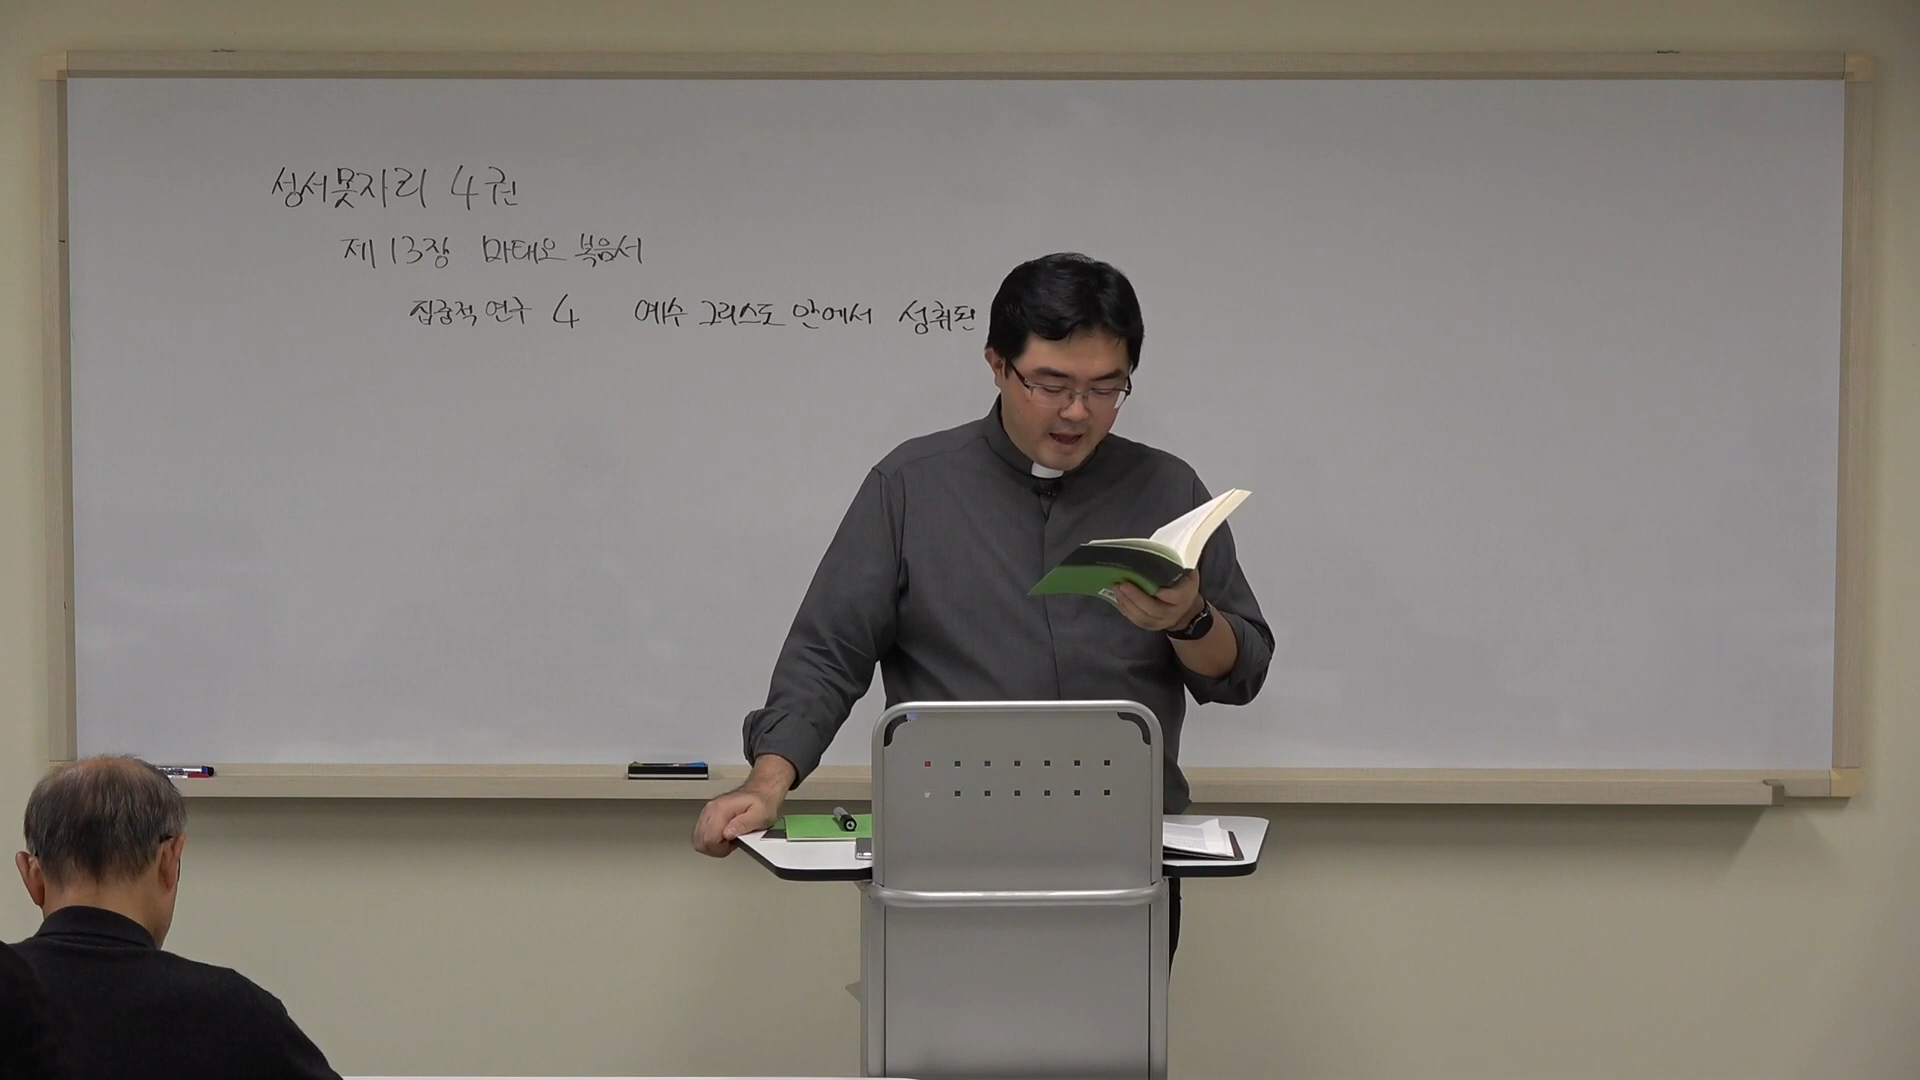 성서못자리 4권
제 13장 마태오 복음서
집중적 연구 4 예수 그리스도 안에서 성취된